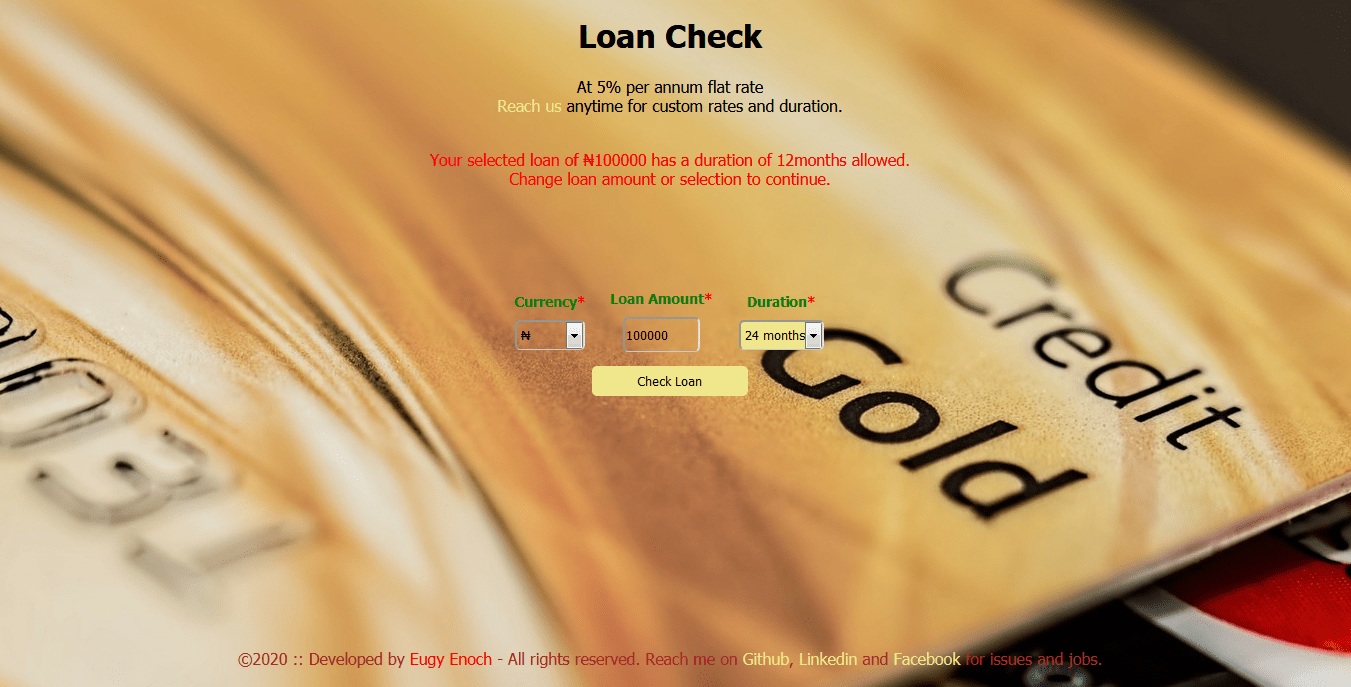 Loan Check
At 5% per annum flat rate
Reach us anytime for custom rates and duration.
Your selected loan of ₦100000 has a duration of 12months allowed.
Change loan amount or selection to continue.
Currency* Loan Amount* Duration*
₦ 100000 24 months
Check Loan
Credit
Gold
©2020 :: Developed by Eugy Enoch - All rights reserved. Reach me on Github, Linkedin and Facebook for issues and jobs.